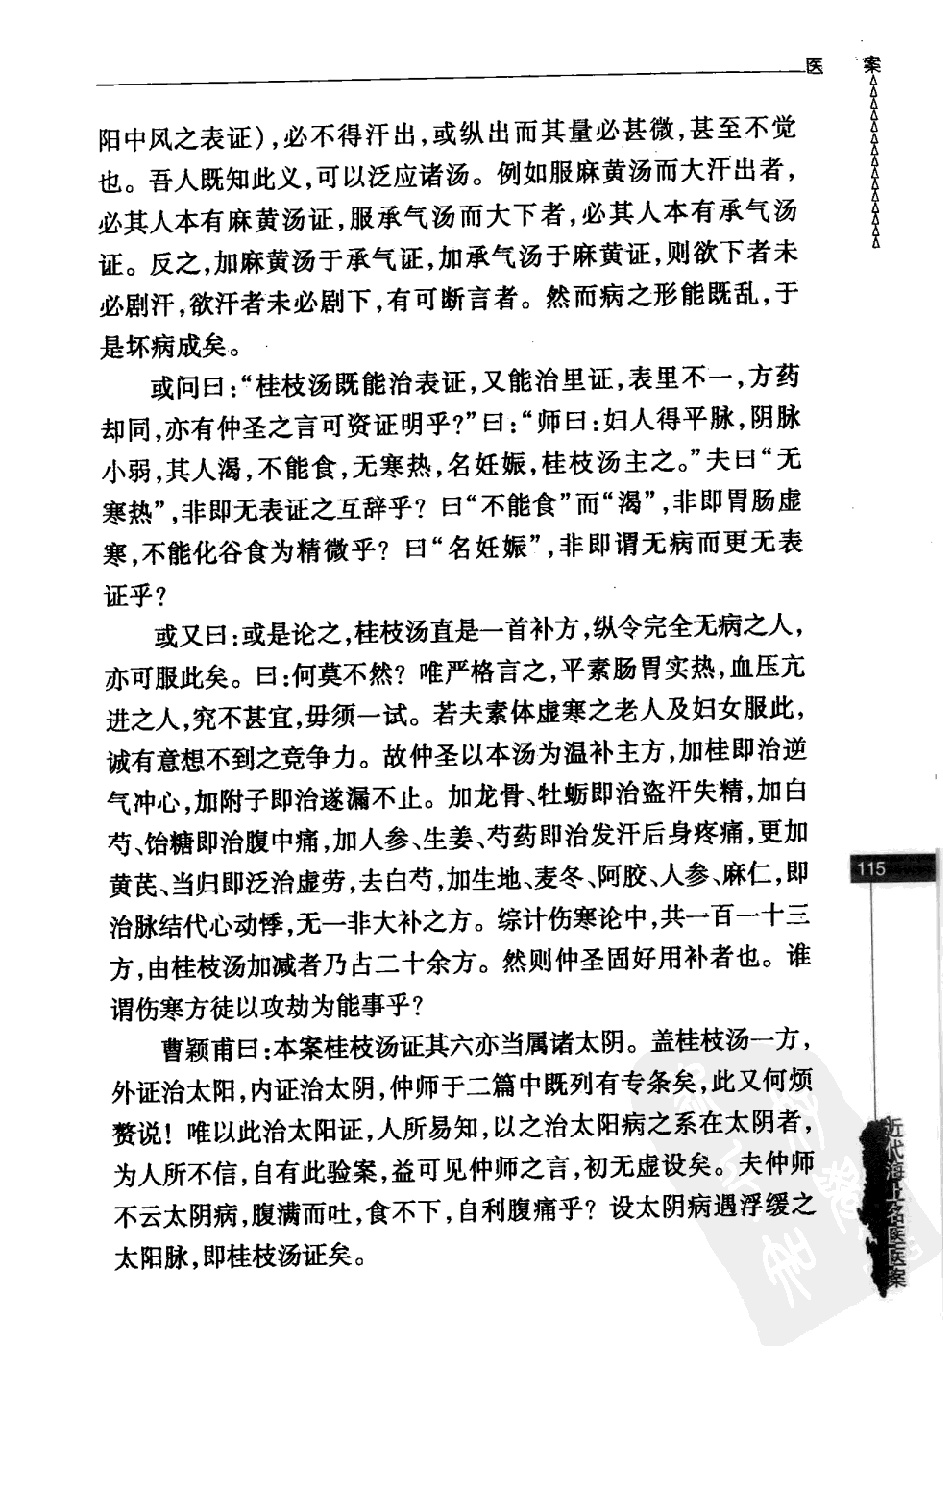 医　案
阳中风之表证),必不得汗出,或纵出而其量必甚微,甚至不觉
也。吾人既知此义,可以泛应诸汤。例如服麻黄汤而大汗出者,
必其人本有麻黄汤证,服承气汤而大下者,必其人本有承气汤
证。反之,加麻黄汤于承气证,加承气汤于麻黄证,则欲下者未
必剧汗,欲汗者未必剧下,有可断言者。然而病之形能既乱,于
是坏病成矣。
或问曰:“桂枝汤既能治表证,又能治里证,表里不一,方药
却同,亦有仲圣之言可资证明乎?”曰:“师曰:妇人得平脉,阴脉
小弱,其人渴,不能食,无寒热,名妊娠,桂枝汤主之。”夫曰“无
寒热”,非即无表证之互辞乎?曰“不能食”而“渴”,非即胃肠虚
寒,不能化谷食为精微乎?曰“名妊娠”,非即谓无病而更无表
证乎?
或又曰:或是论之,桂枝汤直是一首补方,纵令完全无病之人,
亦可服此矣。曰:何莫不然?唯严格言之,平素肠胃实热,血压亢
进之人,究不甚宜,毋须一试。若夫素体虚寒之老人及妇女服此,
诚有意想不到之竞争力。故仲圣以本汤为温补主方,加桂即治逆
气冲心,加附子即治遂漏不止。加龙骨、牡蛎即治盗汗失精,加白
芍、饴糖即治腹中痛,加人参、生姜、芍药即治发汗后身疼痛,更加
黄芪、当归即泛治虚劳,去白芍,加生地、麦冬、阿胶、人参、麻仁,即
治脉结代心动悸,无一非大补之方。综计伤寒论中,共一百一十三
方,由桂枝汤加减者乃占二十余方。然则仲圣固好用补者也。谁
谓伤寒方徒以攻劫为能事乎?
曹颖甫曰:本案桂枝汤证其六亦当属诸太阴。盖桂枝汤一方,
外证治太阳,内证治太阴,仲师于二篇中既列有专条矣,此又何烦
赘说!唯以此治太阳证,人所易知,以之治太阳病之系在太阴者,
为人所不信,自有此验案,益可见仲师之言,初无虚设矣。夫仲师
不云太阴病,腹满而吐,食不下,自利腹痛乎?设太阴病遇浮缓之
太阳脉,即桂枝汤证矣。
115
近代海上名医医案